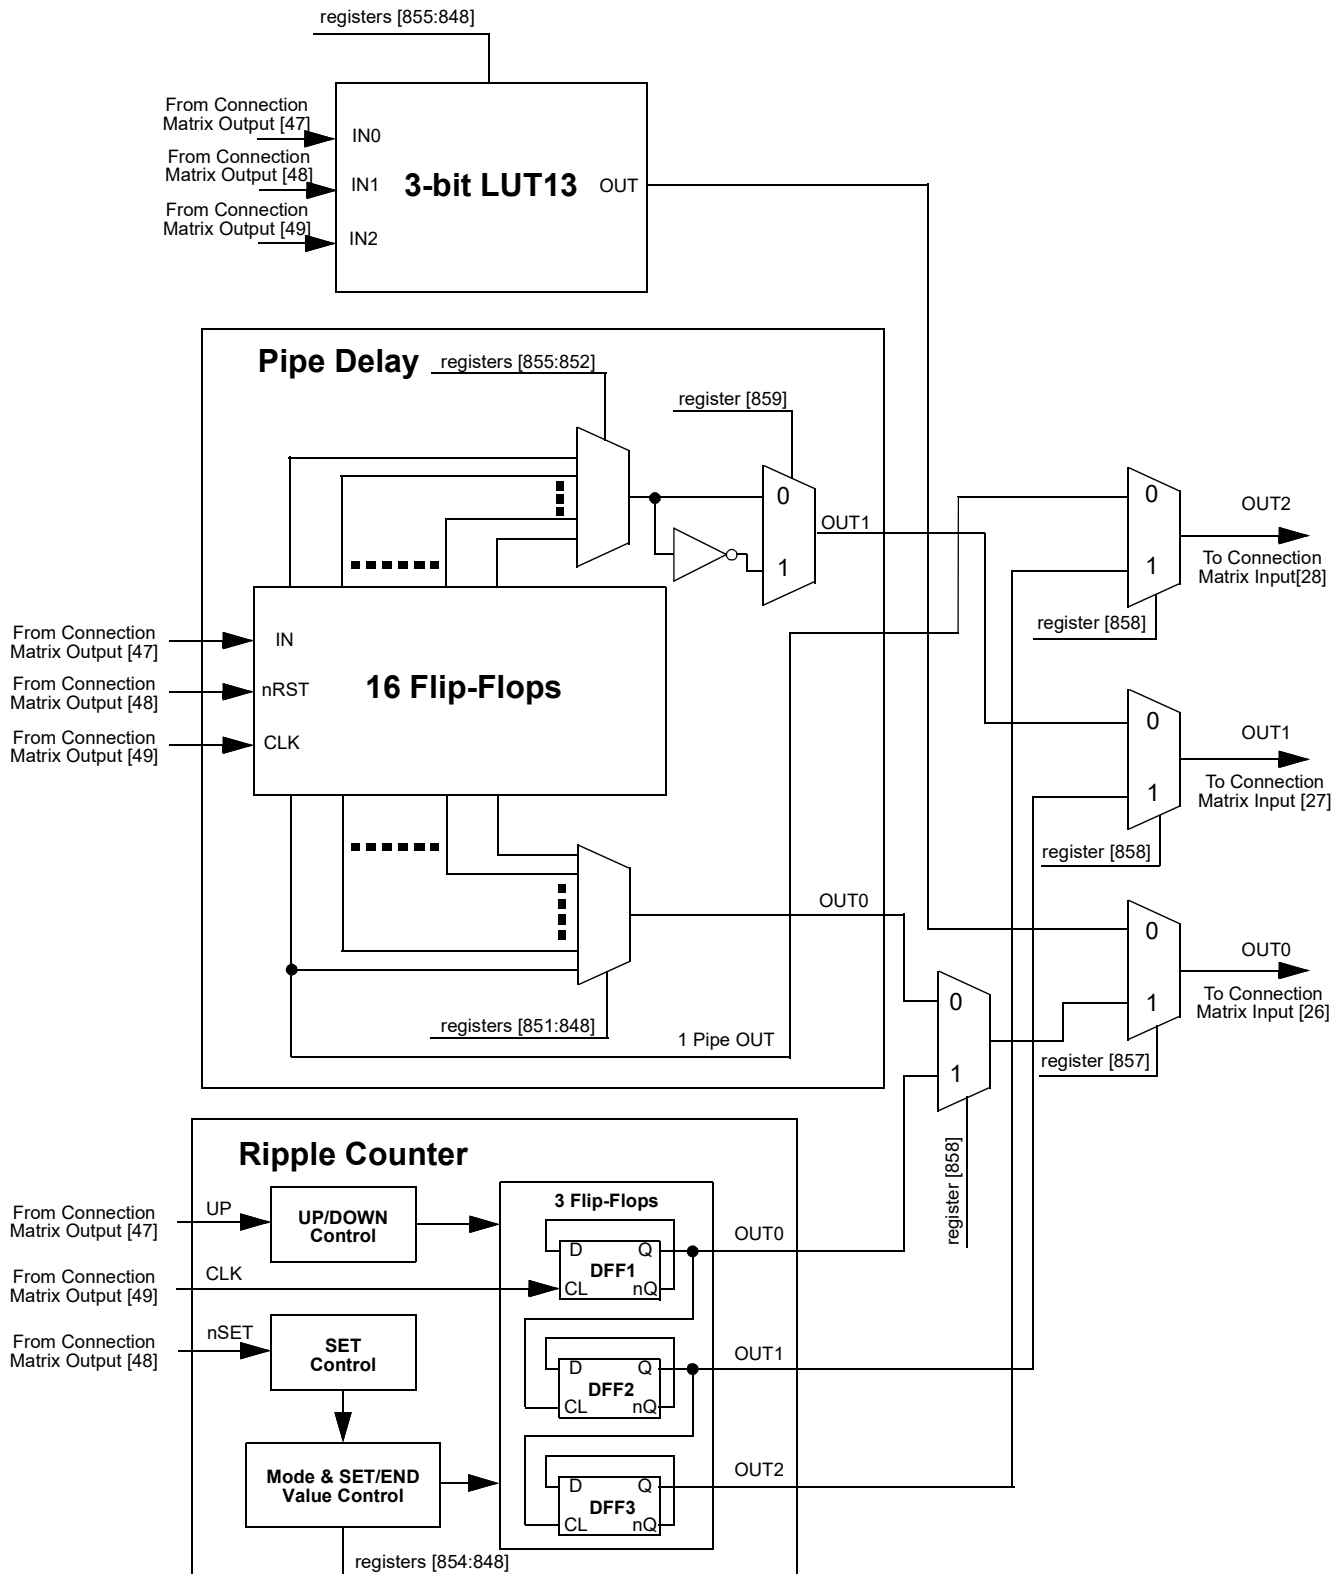 registers [855:848]
From Connection
Matrix Output [47]
IN0
From Connection
Matrix Output [48]
IN1
3-bit LUT13
OUT
From Connection
Matrix Output [49]
IN2
Pipe Delay
registers [855:852]
register [859]
0
1
OUT1
0
1
OUT2
To Connection
Matrix Input[28]
register [858]
From Connection
Matrix Output [47]
IN
From Connection
Matrix Output [48]
nRST
16 Flip-Flops
From Connection
Matrix Output [49]
CLK
0
1
OUT1
To Connection
Matrix Input [27]
register [858]
OUT0
registers [851:848]
1 Pipe OUT
0
1
register [858]
0
1
OUT0
To Connection
Matrix Input [26]
register [857]
Ripple Counter
From Connection
Matrix Output [47]
UP
UP/DOWN
Control
3 Flip-Flops
D
Q
DFF1
CL
nQ
OUT0
From Connection
Matrix Output [49]
CLK
From Connection
Matrix Output [48]
nSET
SET
Control
D
Q
DFF2
CL
nQ
OUT1
Mode & SET/END
Value Control
D
Q
DFF3
CL
nQ
OUT2
registers [854:848]